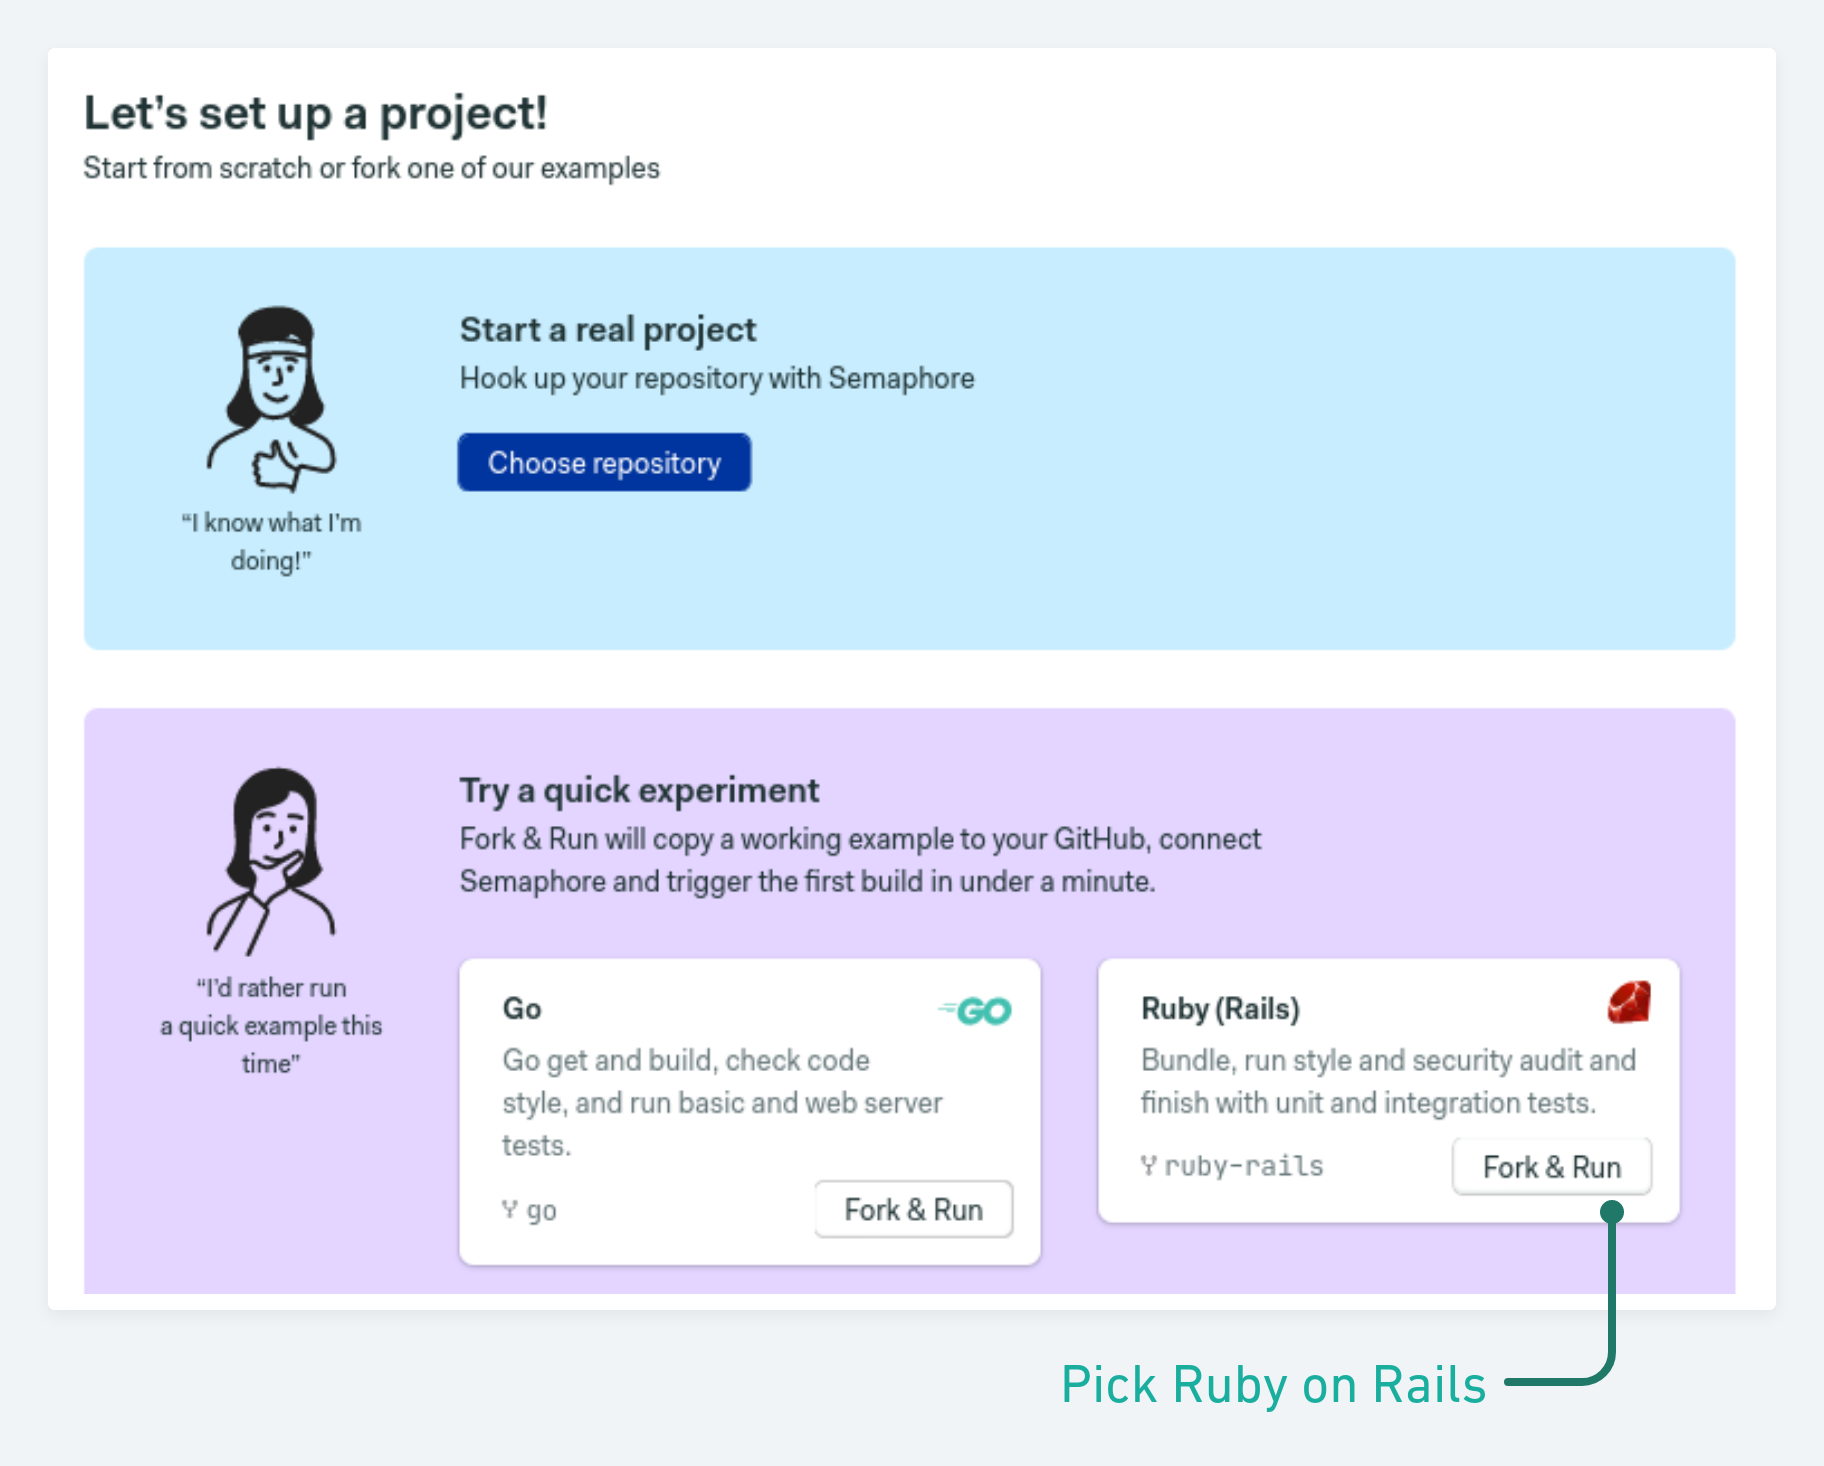 Let’s set up a project!
Start from scratch or fork one of our examples
Start a real project
Hook up your repository with Semaphore
Choose repository
“I know what I’m
doing!”
Try a quick experiment
Fork & Run will copy a working example to your GitHub, connect
Semaphore and trigger the first build in under a minute.
“I’d rather run
a quick example this
time”
Go
GO
Go get and build, check code
style, and run basic and web server
tests.
go
Fork & Run
Ruby (Rails)
Bundle, run style and security audit and
finish with unit and integration tests.
ruby-rails
Fork & Run
Pick Ruby on Rails